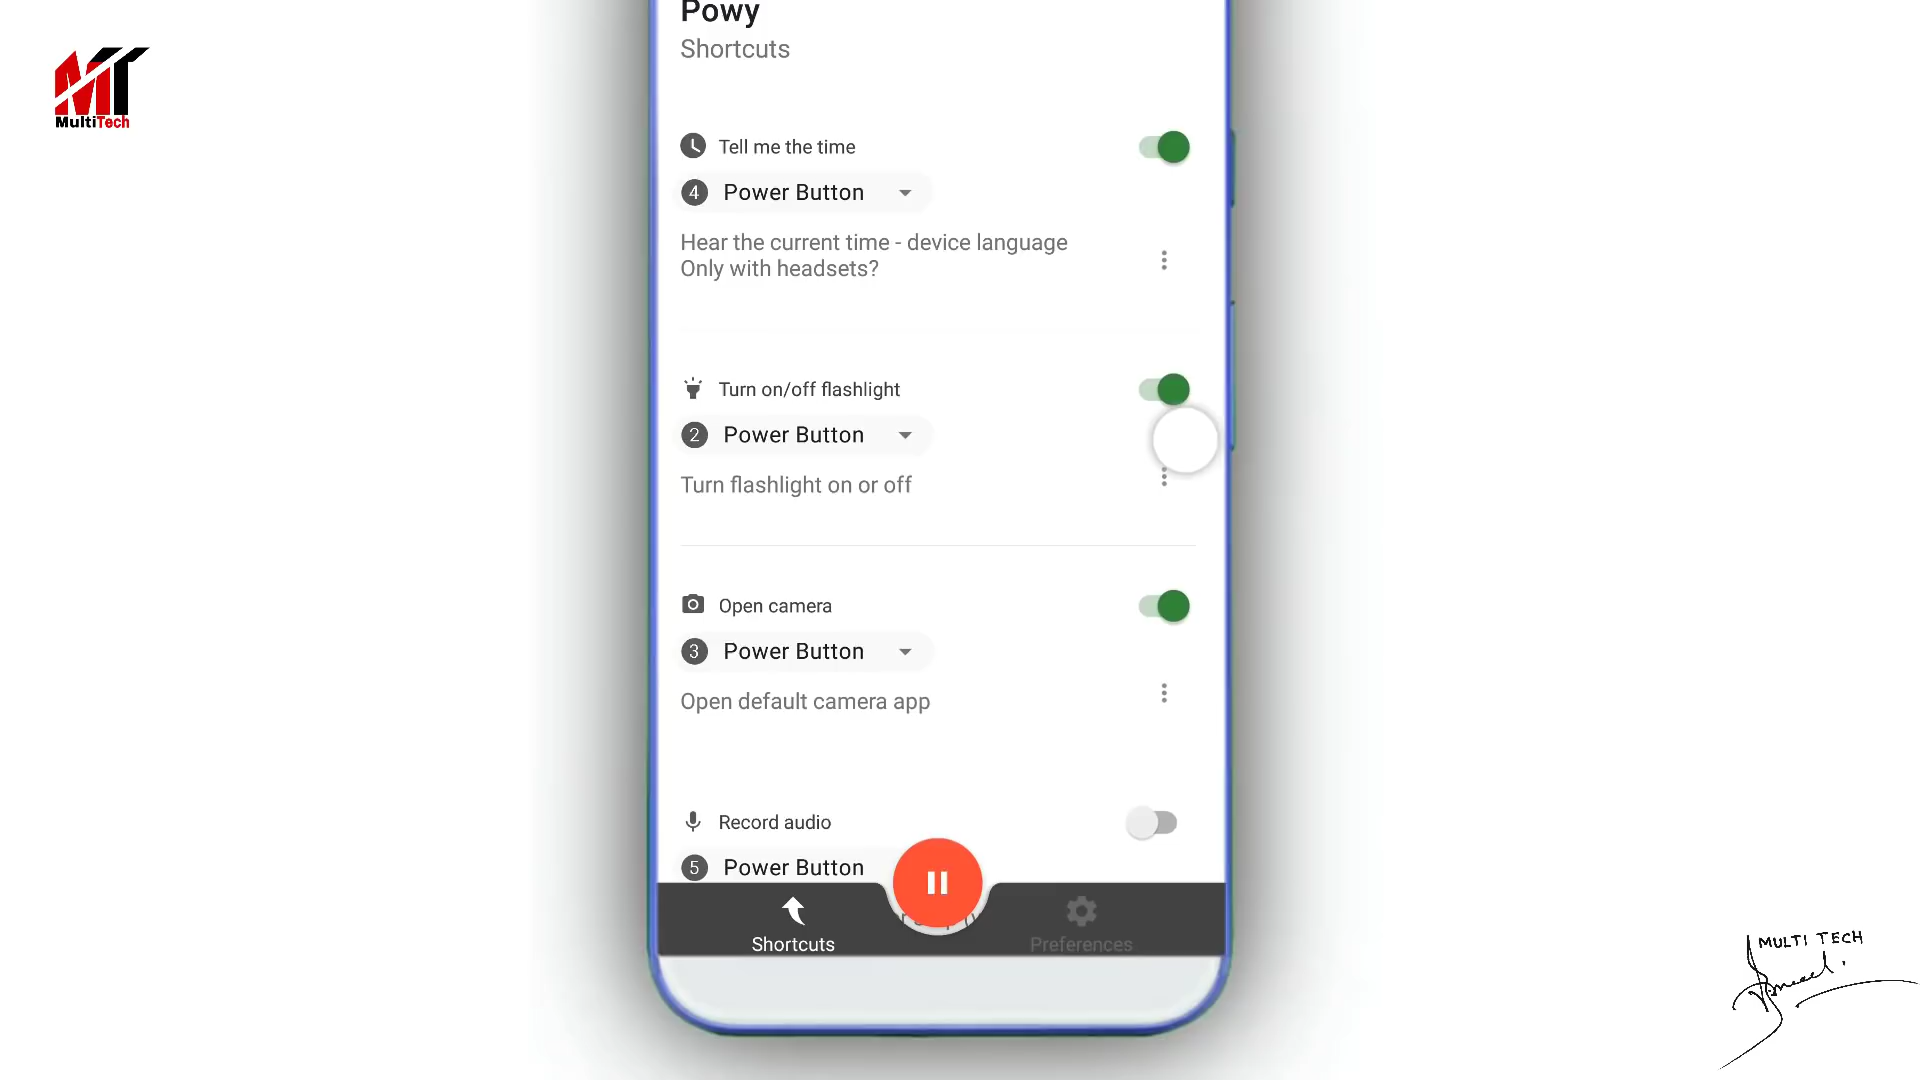 Powy
Shortcuts
MT
MultiTech
Tell me the time
4 Power Button
Hear the current time - device language
Only with headsets?
Turn on/off flashlight
2 Power Button
Turn flashlight on or off
Open camera
3 Power Button
Open default camera app
Record audio
5 Power Button
Shortcuts
Preferences
MULTI TECH